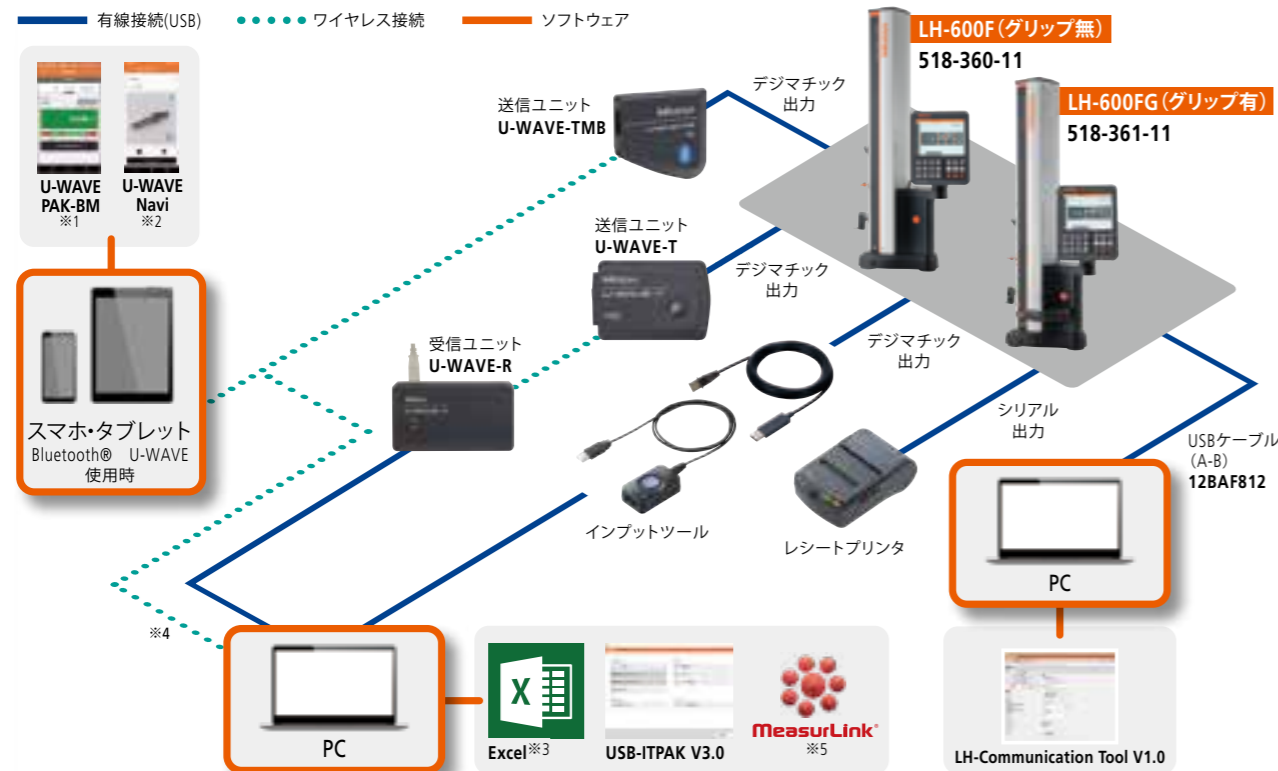 有線接続(USB)
ワイヤレス接続
ソフトウェア
LH-600F(グリップ無)
518-360-11
LH-600FG(グリップ有)
518-361-11
デジマチック
出力
送信ユニット
U-WAVE-TMB
U-WAVE
PAK-BM
※1
U-WAVE
Navi
※2
送信ユニット
U-WAVE-T
デジマチック
出力
受信ユニット
U-WAVE-R
デジマチック
出力
シリアル
出力
スマホ・タブレット
Bluetooth® U-WAVE
使用時
USBケーブル
(A-B)
12BAF812
インプットツール
レシートプリンタ
PC
※4
PC
X
Excel※3
USB-ITPAK V3.0
MeasurLink®
※5
LH-Communication Tool V1.0